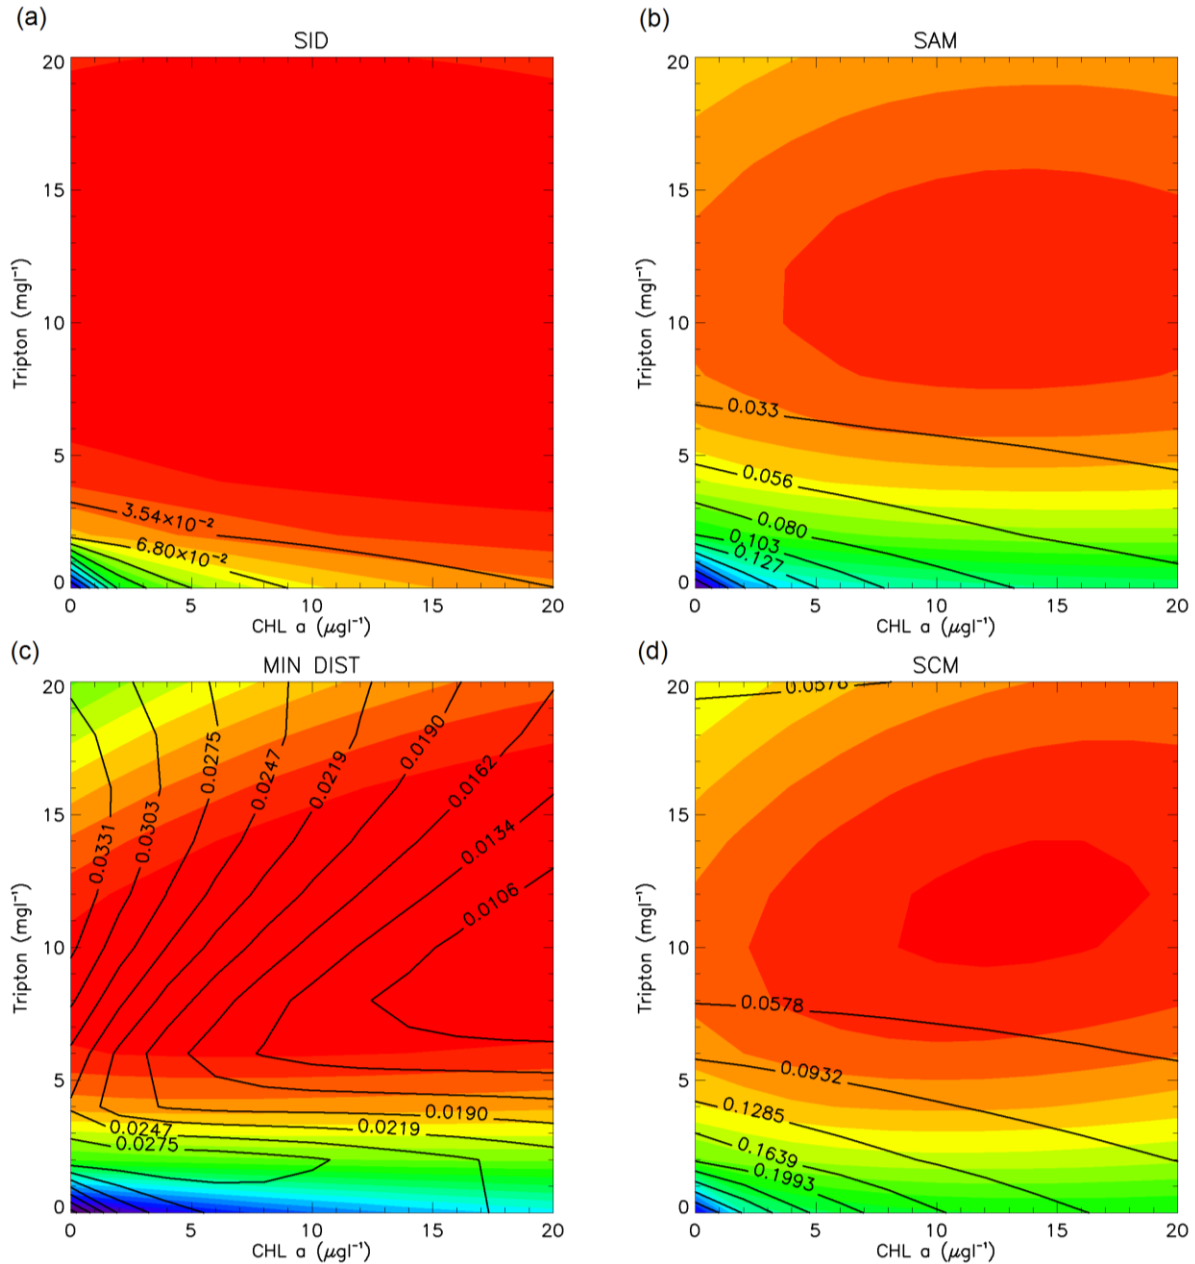 (a)
SID
20
15
10
5
0
Tripton (mgl⁻¹)
3.54×10⁻²
6.80×10⁻²
0 5 10 15 20
CHL a (μgl⁻¹)
(b)
SAM
20
15
10
5
0
Tripton (mgl⁻¹)
0.033
0.056
0.080
0.103
0.127
0 5 10 15 20
CHL a (μgl⁻¹)
(c)
MIN DIST
20
15
10
5
0
Tripton (mgl⁻¹)
0.0331
0.0303
0.0275
0.0247
0.0219
0.0190
0.0162
0.0134
0.0106
0.0190
0.0219
0.0247
0.0275
0 5 10 15 20
CHL a (μgl⁻¹)
(d)
SCM
20
15
10
5
0
Tripton (mgl⁻¹)
0.0578
0.0932
0.1285
0.1639
0.1993
0 5 10 15 20
CHL a (μgl⁻¹)